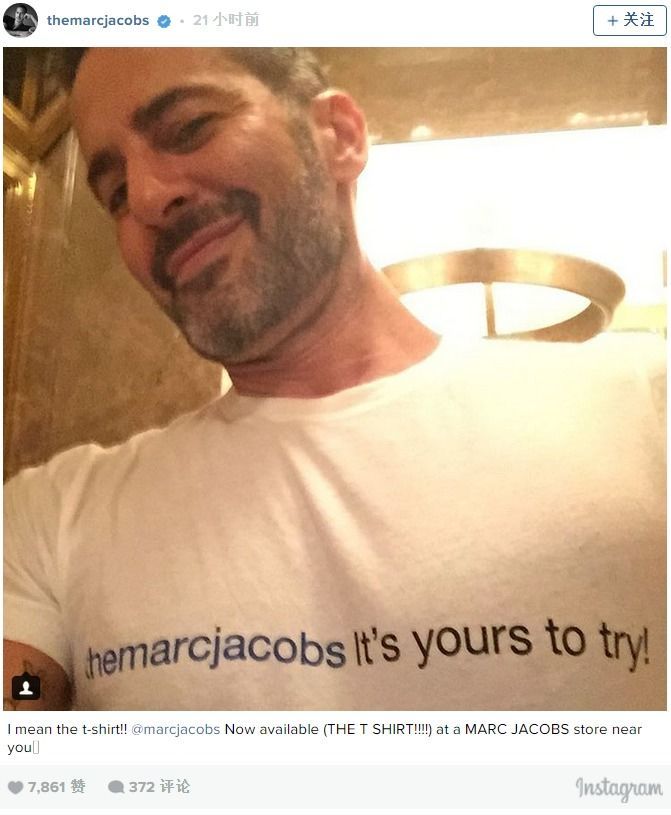 themarcjacobs · 21 小时前
+ 关注
themarcjacobs It's yours to try!
I mean the t-shirt!! @marcjacobs Now available (THE T SHIRT!!!!) at a MARC JACOBS store near
you
7,861 赞 372 评论
Instagram